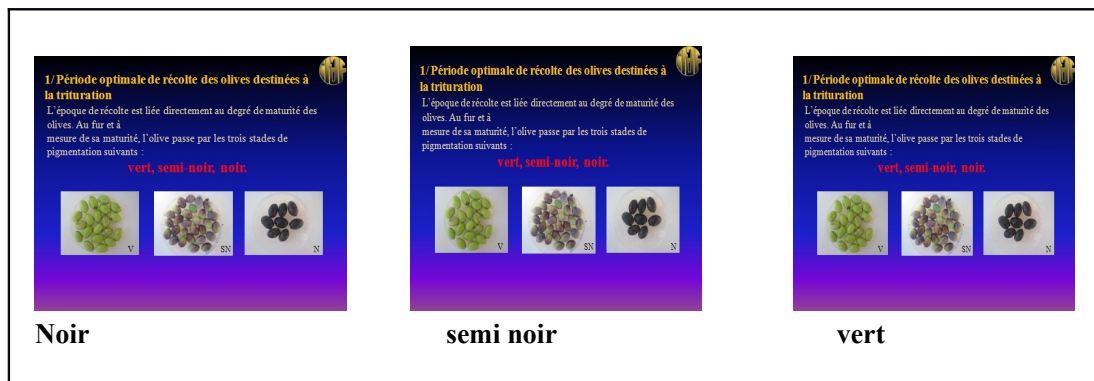 1/ Période optimale de récolte des olives destinées à
la trituration
L'époque de récolte est liée directement au degré de maturité des
olives. Au fur et à
mesure de sa maturité, l'olive passe par les trois stades de
pigmentation suivants :
vert, semi-noir, noir.
V
SN
N
Noir
1/ Période optimale de récolte des olives destinées à
la trituration
L'époque de récolte est liée directement au degré de maturité des
olives. Au fur et à
mesure de sa maturité, l'olive passe par les trois stades de
pigmentation suivants :
vert, semi-noir, noir.
V
SN
N
semi noir
1/ Période optimale de récolte des olives destinées à
la trituration
L'époque de récolte est liée directement au degré de maturité des
olives. Au fur et à
mesure de sa maturité, l'olive passe par les trois stades de
pigmentation suivants :
vert, semi-noir, noir.
V
SN
N
vert